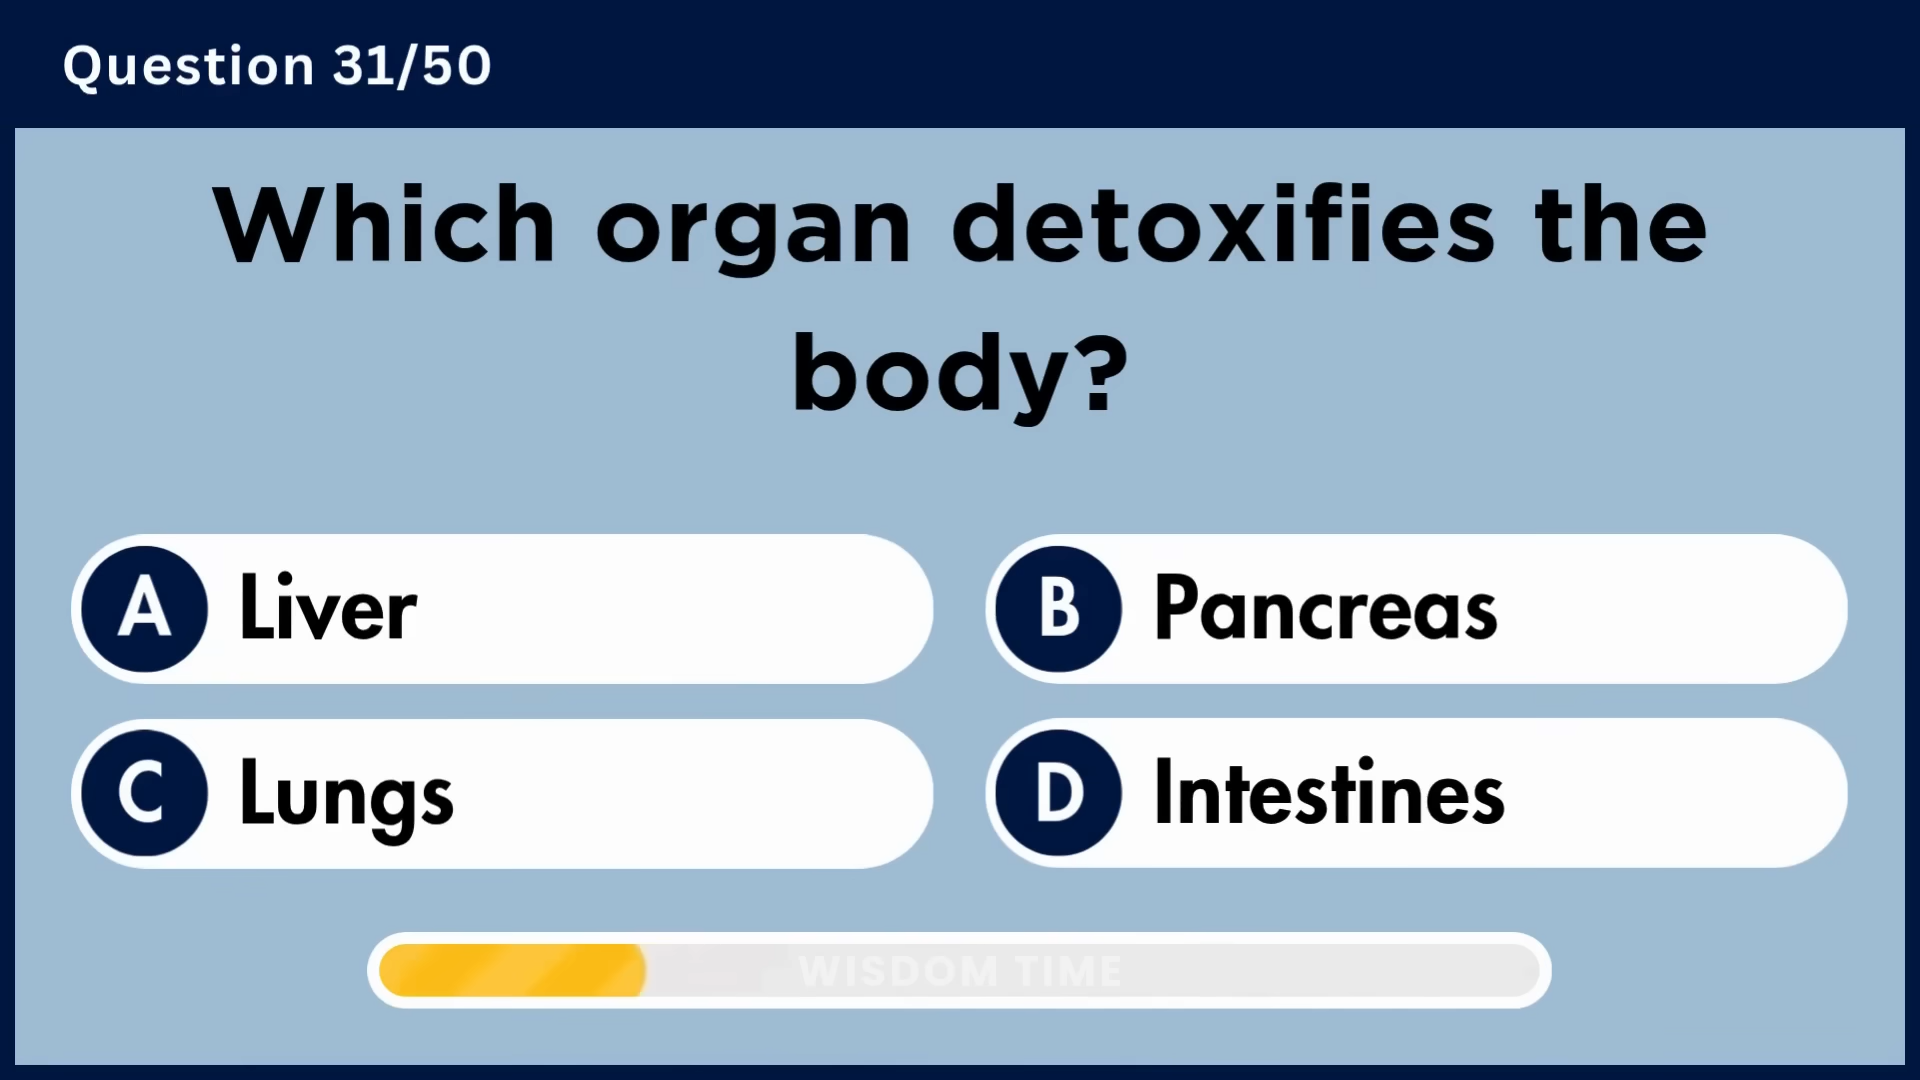 Question 31/50
Which organ detoxifies the
body?
A Liver
B Pancreas
C Lungs
D Intestines
WISDOM TIME